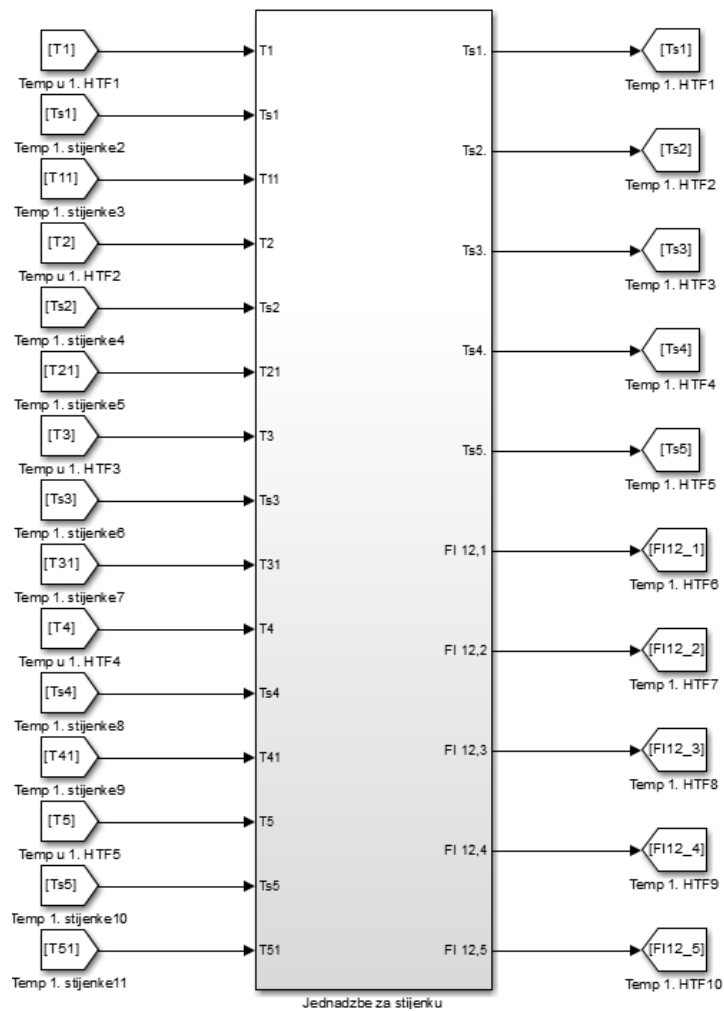 [T1]
Temp u 1. HTF1
[Ts1]
Temp 1. stijenke2
[T11]
Temp 1. stijenke3
[T2]
Temp u 1. HTF2
[Ts2]
Temp 1. stijenke4
[T21]
Temp 1. stijenke5
[T3]
Temp u 1. HTF3
[Ts3]
Temp 1. stijenke6
[T31]
Temp 1. stijenke7
[T4]
Temp u 1. HTF4
[Ts4]
Temp 1. stijenke8
[T41]
Temp 1. stijenke9
[T5]
Temp u 1. HTF5
[Ts5]
Temp 1. stijenke10
[T51]
Temp 1. stijenke11
T1
Ts1
T11
T2
Ts2
T21
T3
Ts3
T31
T4
Ts4
T41
T5
Ts5
T51
Ts1.
Ts2.
Ts3.
Ts4.
Ts5.
FI 12,1
FI 12,2
FI 12,3
FI 12,4
FI 12,5
Jednadzbe za stijenku
[Ts1]
Temp 1. HTF1
[Ts2]
Temp 1. HTF2
[Ts3]
Temp 1. HTF3
[Ts4]
Temp 1. HTF4
[Ts5]
Temp 1. HTF5
[FI12_1]
Temp 1. HTF6
[FI12_2]
Temp 1. HTF7
[FI12_3]
Temp 1. HTF8
[FI12_4]
Temp 1. HTF9
[FI12_5]
Temp 1. HTF10